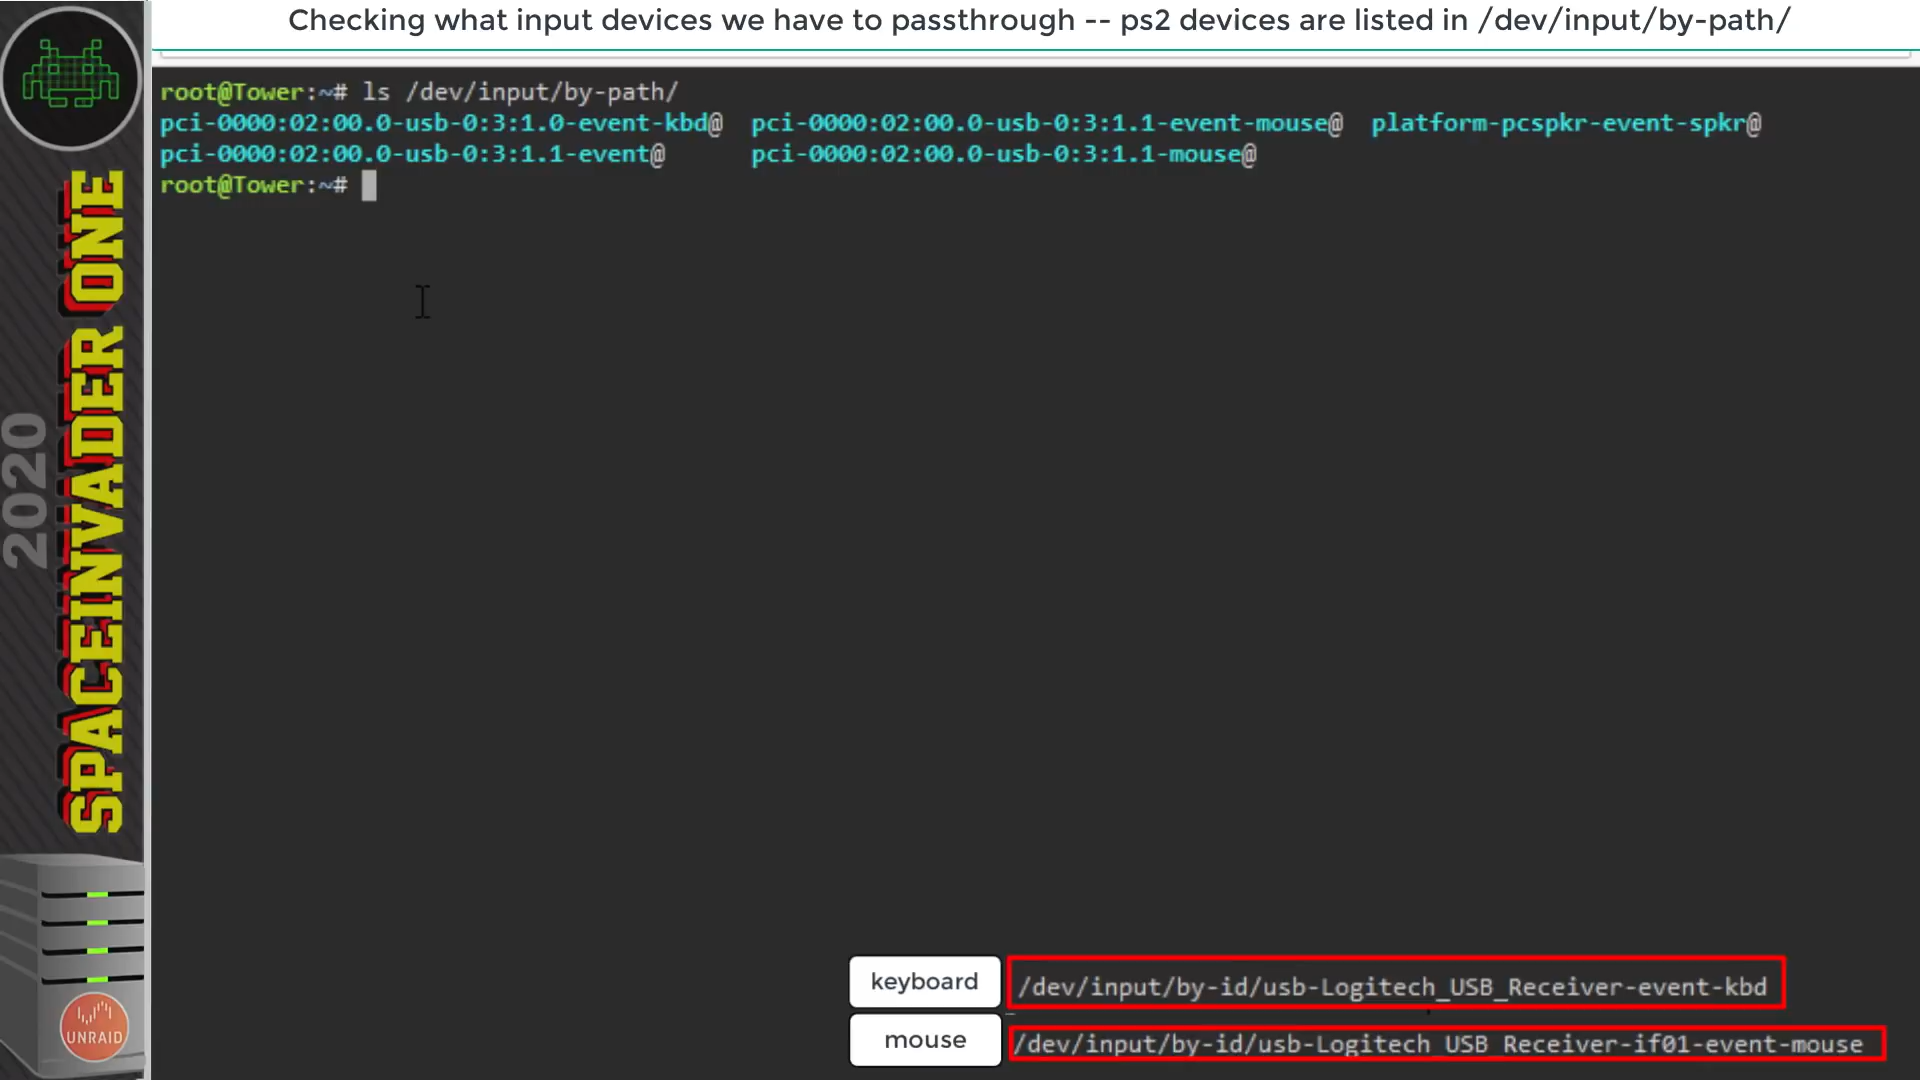 Checking what input devices we have to passthrough -- ps2 devices are listed in /dev/input/by-path/
root@Tower:~# ls /dev/input/by-path/
pci-0000:02:00.0-usb-0:3:1.0-event-kbd@ pci-0000:02:00.0-usb-0:3:1.1-event-mouse@ platform-pcspkr-event-spkr@
pci-0000:02:00.0-usb-0:3:1.1-event@ pci-0000:02:00.0-usb-0:3:1.1-mouse@
root@Tower:~#
2020
SPACEINVADER ONE
UNRAID
keyboard /dev/input/by-id/usb-Logitech_USB_Receiver-event-kbd
mouse /dev/input/by-id/usb-Logitech USB Receiver-if01-event-mouse